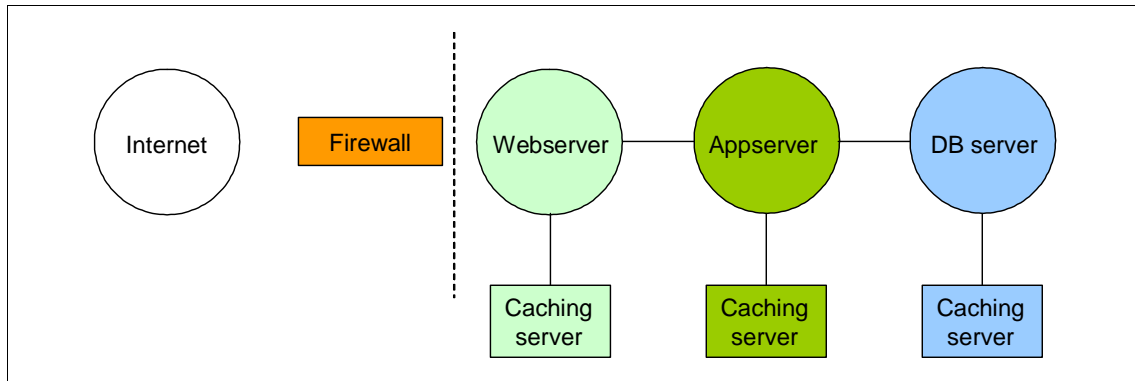 Internet
Firewall
Webserver
Appserver
DB server
Caching
server
Caching
server
Caching
server